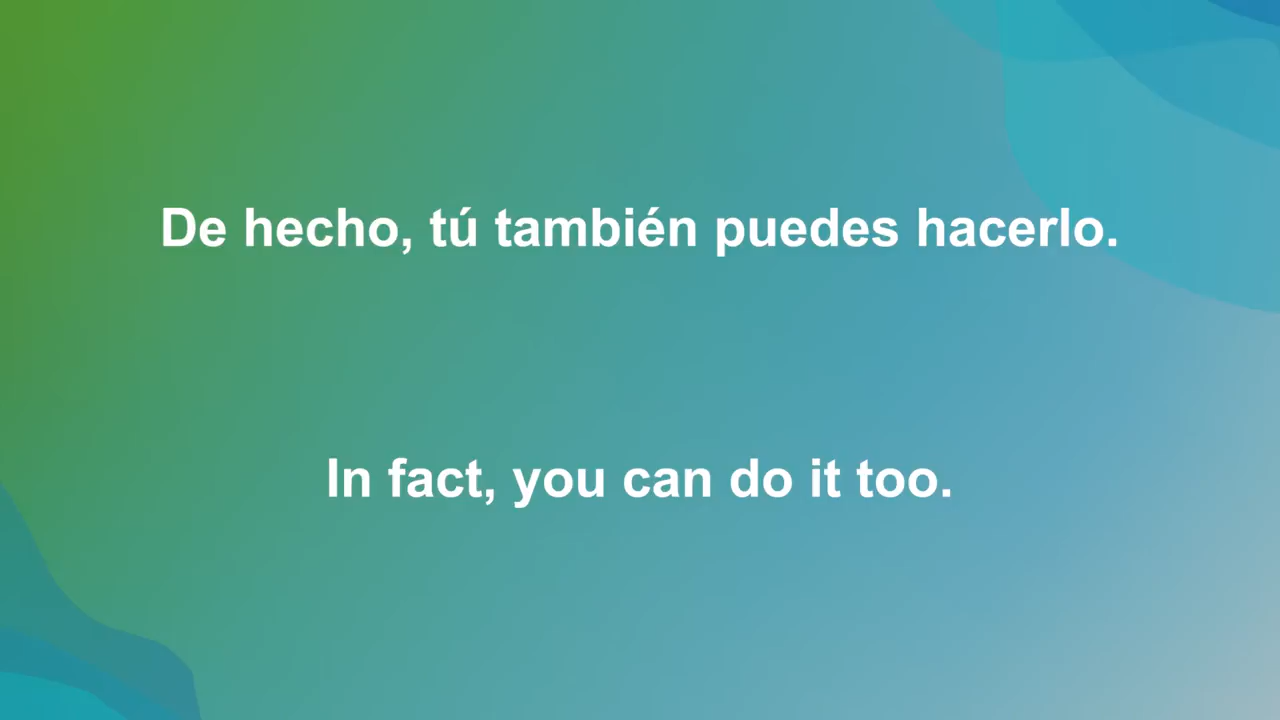 De hecho, tú también puedes hacerlo.
In fact, you can do it too.